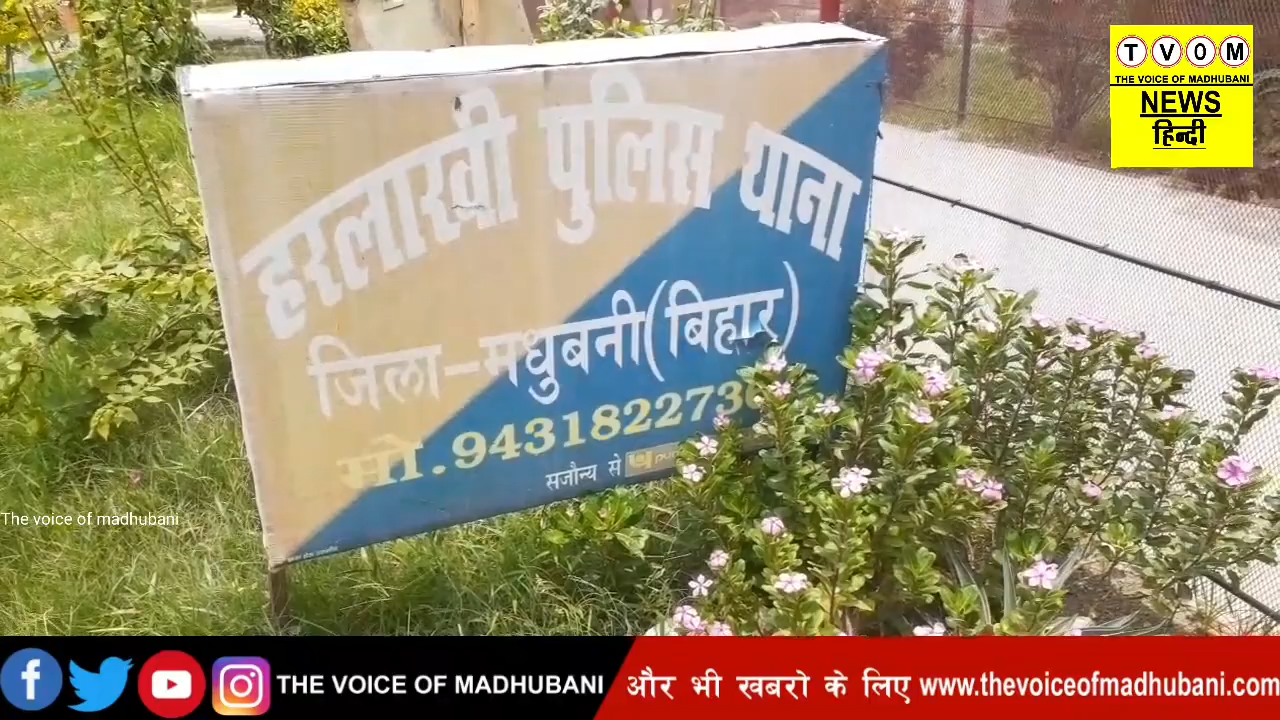 T V O M
THE VOICE OF MADHUBANI
NEWS
हिन्दी
हरलाखी पुलिस थाना
जिला-मधुबनी(बिहार)
मो.943182273
सजौन्य से
The voice of madhubani
THE VOICE OF MADHUBANI
और भी खबरो के लिए www.thevoiceofmadhubani.com